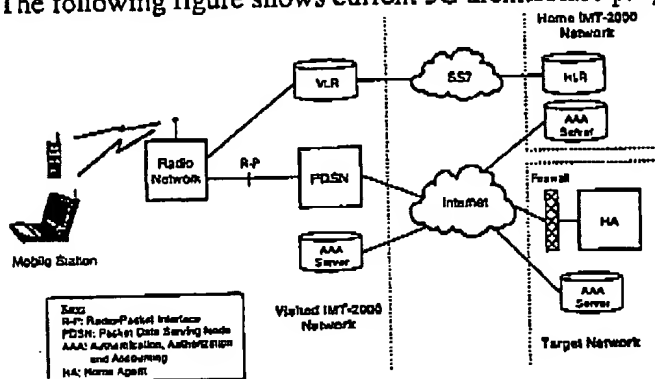 The following figure shows current 3G
Home IMT-2000
Network
VLR
SS7
HLR
AAA
Server
Radio
Network
R-P
PDSN
Internet
Firewall
HA
Mobile Station
AAA
Server
AAA
Server
Visited IMT-2000
Network
Target Network
Key:
R-P: Radio-Packet Interface
PDSN: Packet Data Serving Node
AAA: Authentication, Authorization
and Accounting
HA: Home Agent